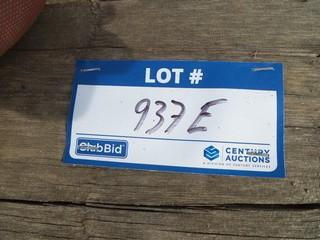 LOT #
937E
ClubBid
CENTURY
AUCTIONS
A DIVISION OF CENTURY SERVICES